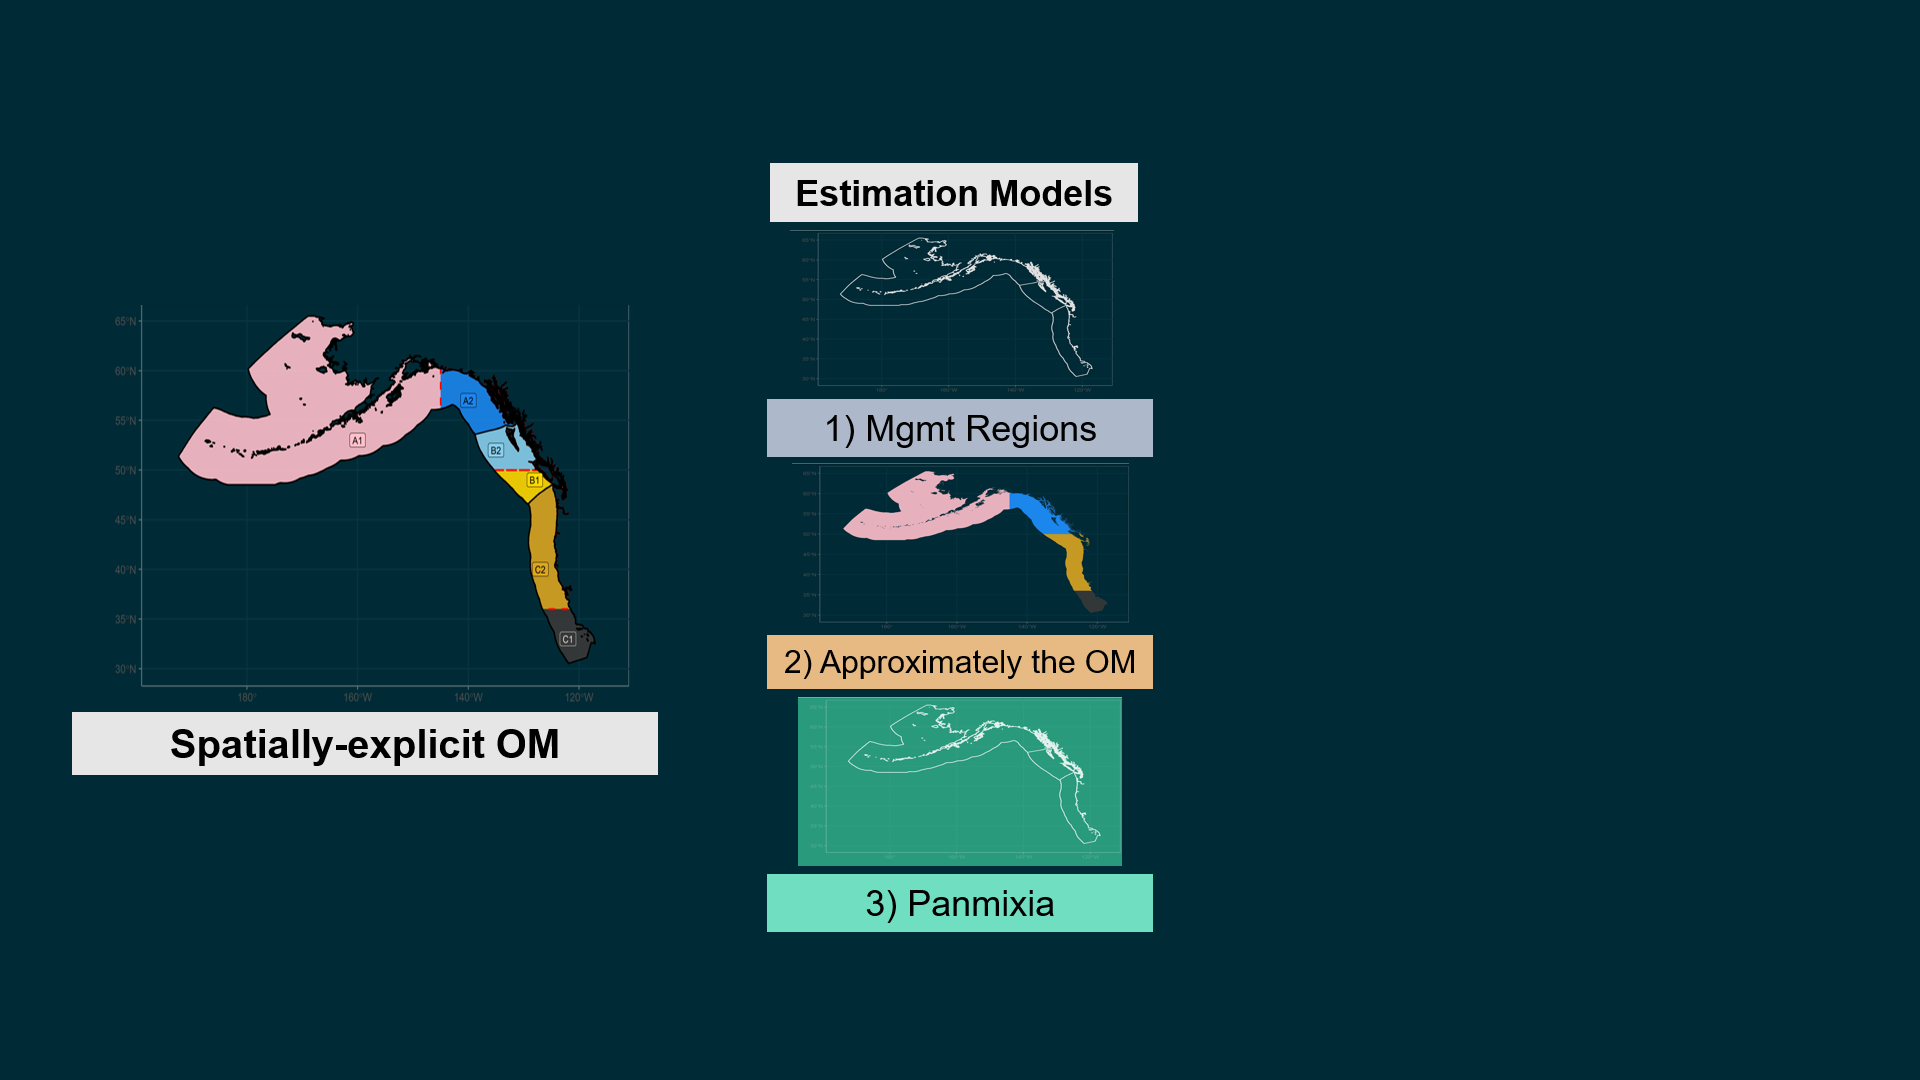 Estimation Models
65°N
60°N
55°N
50°N
45°N
40°N
35°N
30°N
180°
160°W
140°W
120°W
A1
A2
B2
B1
C2
C1
Spatially-explicit OM
1) Mgmt Regions
2) Approximately the OM
3) Panmixia